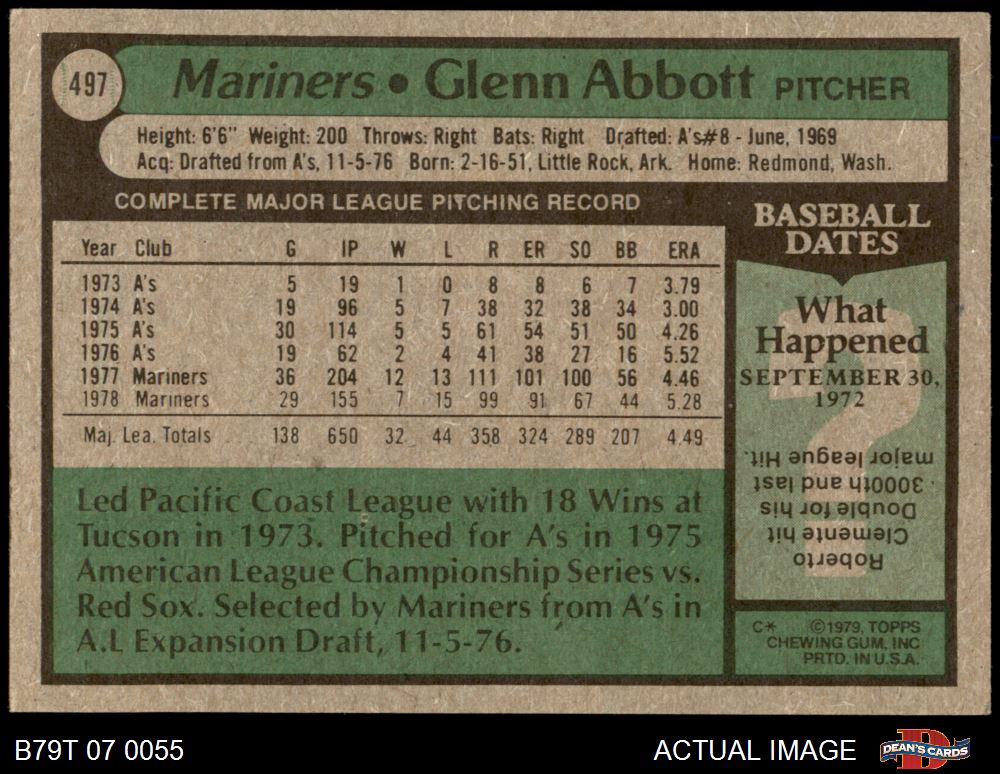 497
Mariners • Glenn Abbott PITCHER
Height: 6'6" Weight: 200 Throws: Right Bats: Right Drafted: A's#8 - June, 1969
Acq: Drafted from A's, 11-5-76 Born: 2-16-51, Little Rock, Ark. Home: Redmond, Wash.
COMPLETE MAJOR LEAGUE PITCHING RECORD
Year Club G IP W L R ER SO BB ERA
1973 A's 5 19 1 0 8 8 6 7 3.79
1974 A's 19 96 5 7 38 32 38 34 3.00
1975 A's 30 114 5 5 61 54 51 50 4.26
1976 A's 19 62 2 4 41 38 27 16 5.52
1977 Mariners 36 204 12 13 111 101 100 56 4.46
1978 Mariners 29 155 7 15 99 91 67 44 5.28
Maj. Lea. Totals 138 650 32 44 358 324 289 207 4.49
Led Pacific Coast League with 18 Wins at
Tucson in 1973. Pitched for A's in 1975
American League Championship Series vs.
Red Sox. Selected by Mariners from A's in
A.L Expansion Draft, 11-5-76.
BASEBALL
DATES
What
Happened
SEPTEMBER 30,
1972
Roberto
Clemente hit
Double for his
3000th and last
major league Hit.
C* ©1979, TOPPS
CHEWING GUM, INC
PRTD. IN U.S.A.
B79T 07 0055
ACTUAL IMAGE
DEAN'S CARDS